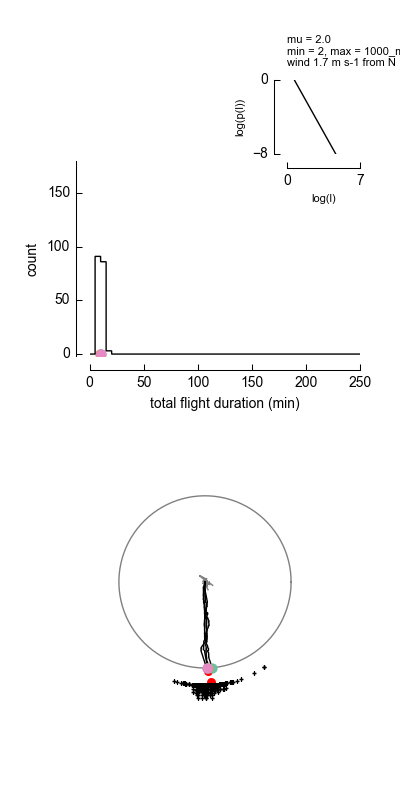 mu = 2.0
min = 2, max = 1000_m
wind 1.7 m s-1 from N
0
log(p(l))
−8
0 7
log(l)
150
100
count
50
0
0 50 100 150 200 250
total flight duration (min)